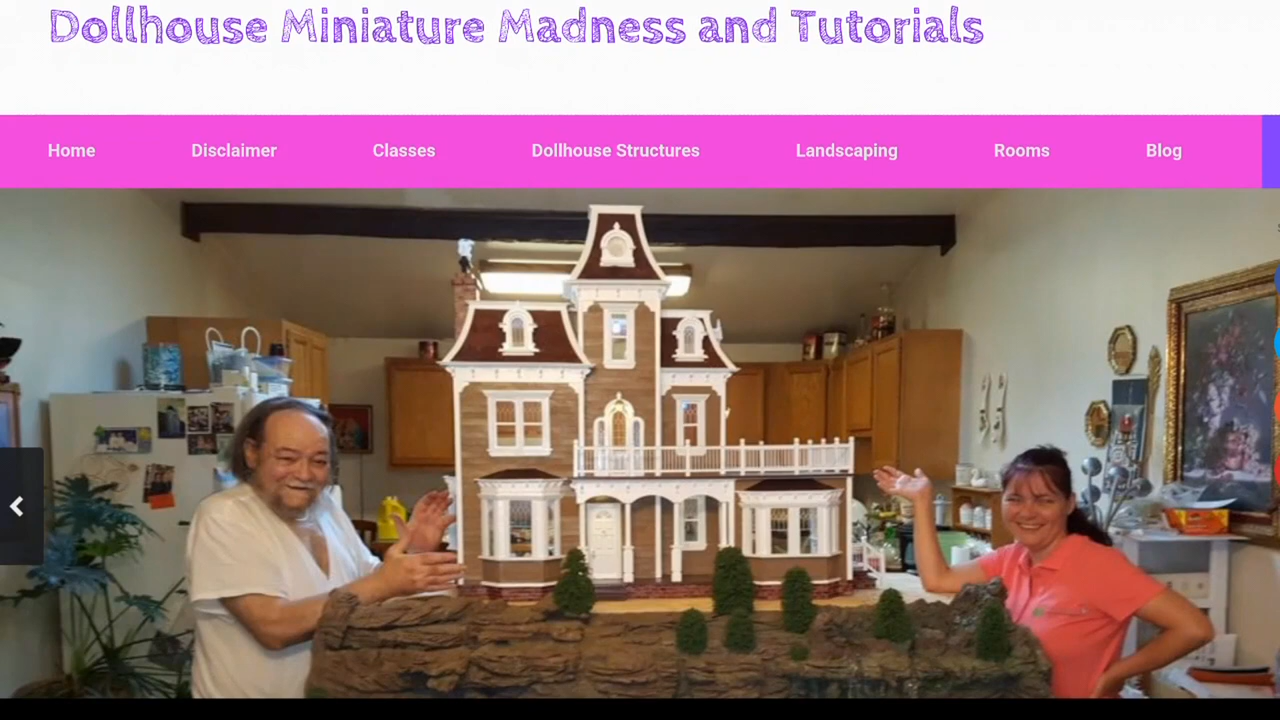 Dollhouse Miniature Madness and Tutorials
Home Disclaimer Classes Dollhouse Structures Landscaping Rooms Blog